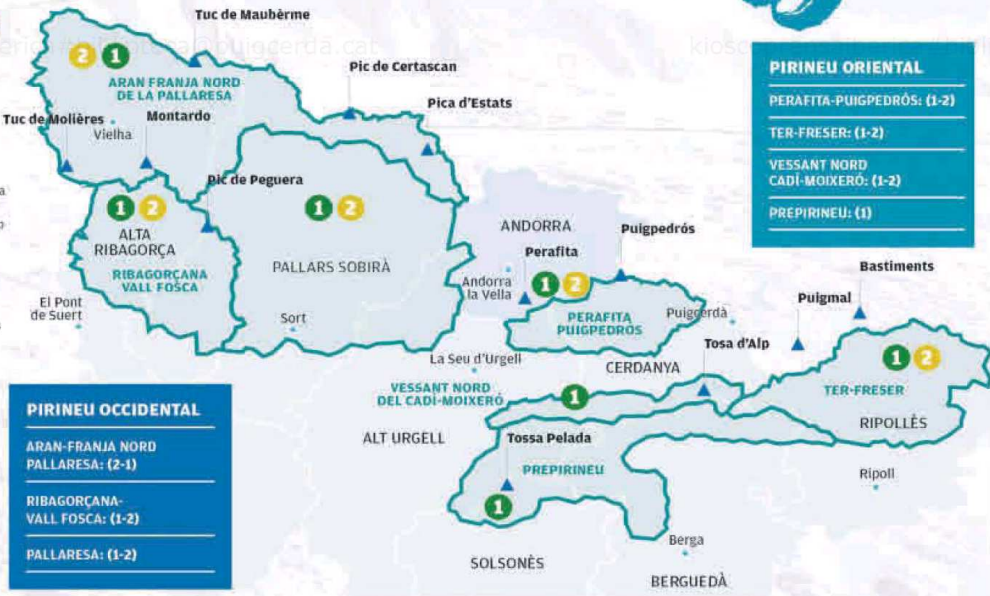 Tuc de Maubèrme
Pic de Certascan
2 1
ARAN FRANJA NORD
DE LA PALLARESA
Pica d'Estats
Tuc de Molières
Montardo
Vielha
Pic de Peguera
1 2
1 2
ALTA
RIBAGORÇA
RIBAGORÇANA
VALL FOSCA
PALLARS SOBIRÀ
El Pont
de Suert
Sort
ANDORRA
Puigpedrós
Perafita
1 2
Andorra
la Vella
PERAFITA
PUIGPEDRÓS
Puigcerdà
Bastiments
Puigmal
Tosa d'Alp
La Seu d'Urgell
CERDANYA
VESSANT NORD
DEL CADÍ-MOIXERÓ
1
1 2
TER-FRESER
RIPOLLÈS
ALT URGELL
Tossa Pelada
PREPIRINEU
1
Ripoll
Berga
SOLSONÈS
BERGUEDÀ
PIRINEU ORIENTAL
PERAFITA-PUIGPEDRÓS: (1-2)
TER-FRESER: (1-2)
VESSANT NORD
CADÍ-MOIXERÓ: (1-2)
PREPIRINEU: (1)
PIRINEU OCCIDENTAL
ARAN-FRANJA NORD
PALLARESA: (2-1)
RIBAGORÇANA-
VALL FOSCA: (1-2)
PALLARESA: (1-2)